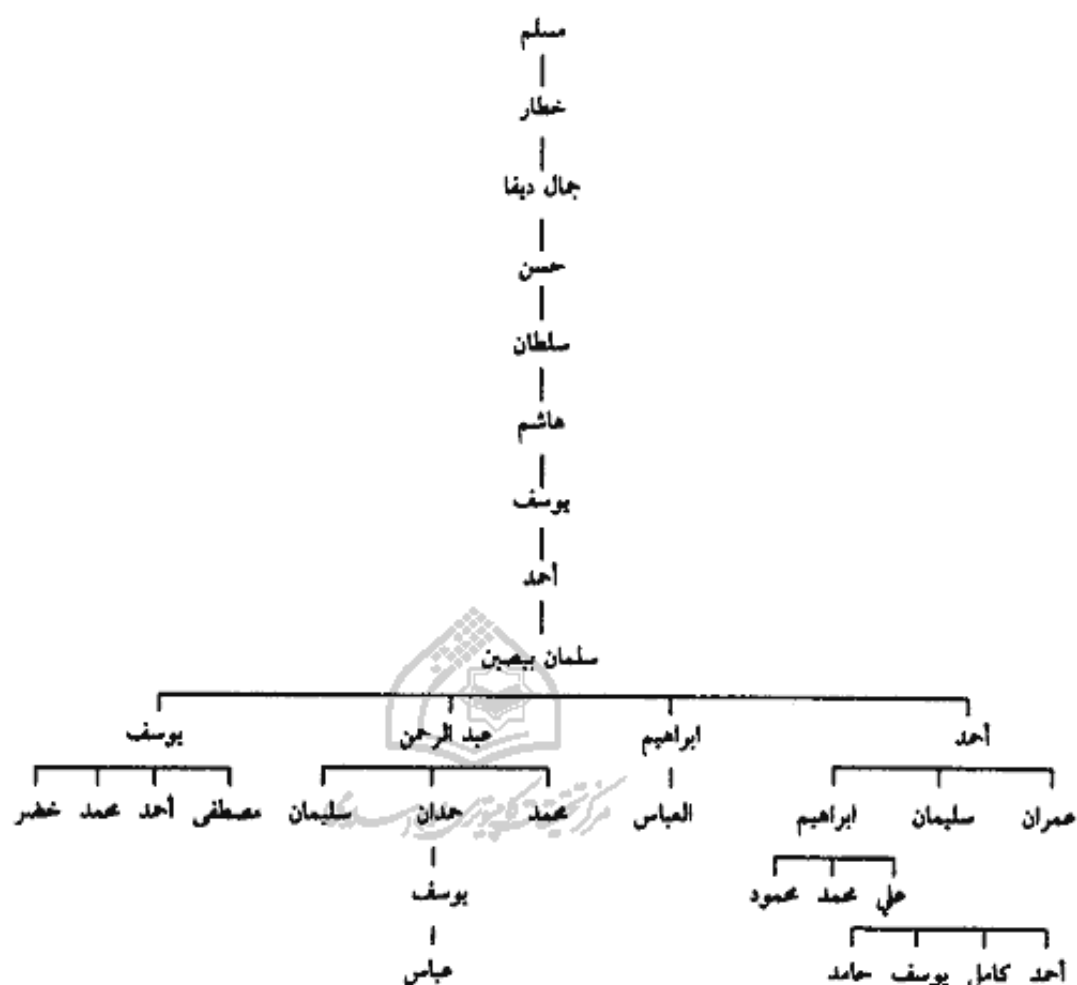 مسلم
خطار
جمال ديفا
حسن
سلطان
هاشم
يوسف
أحمد
سلمان بيصين
أحمد ابراهيم عبد الرحمن يوسف
عمران سليمان ابراهيم العباس محمد حمدان سليمان مصطفى أحمد محمد خضر
علي محمد محمود يوسف
أحمد كامل يوسف حامد عباس